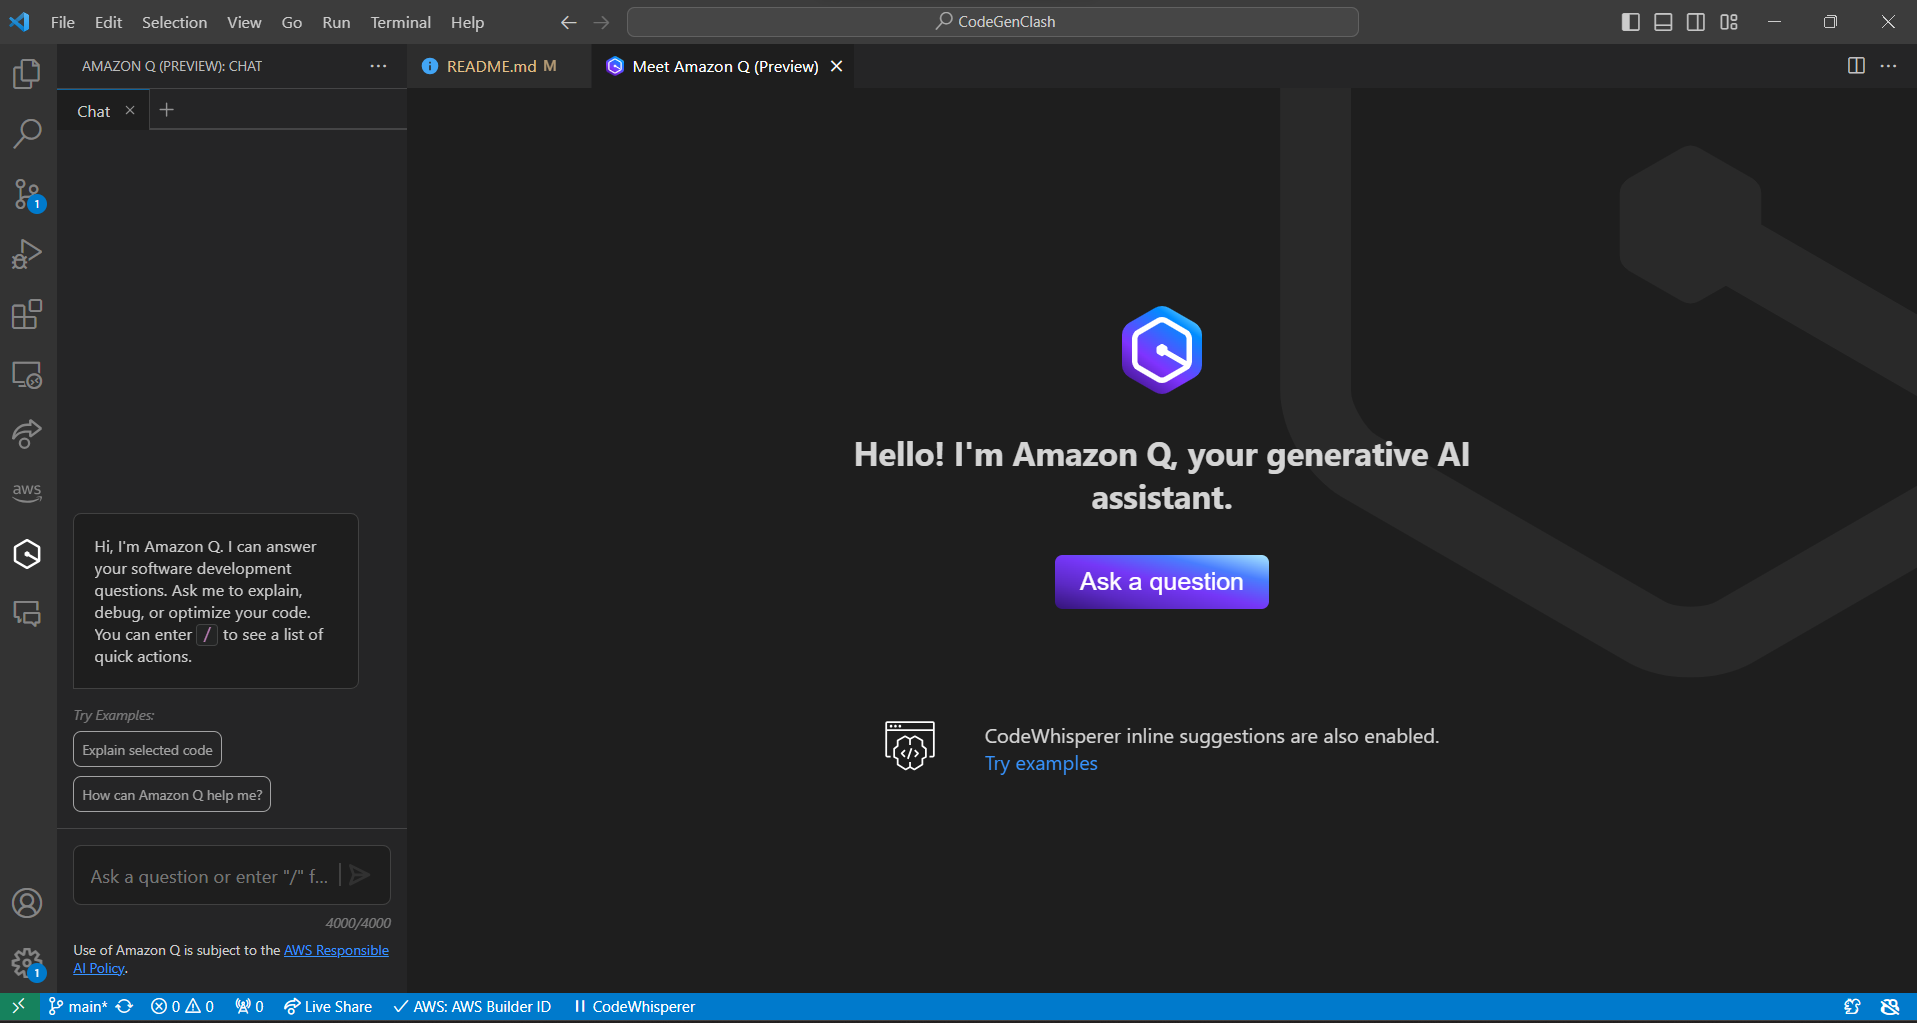 File Edit Selection View Go Run Terminal Help
CodeGenClash
AMAZON Q (PREVIEW): CHAT
README.md M
Meet Amazon Q (Preview)
Chat
1
aws
Hi, I'm Amazon Q. I can answer
your software development
questions. Ask me to explain,
debug, or optimize your code.
You can enter / to see a list of
quick actions.
Try Examples:
Explain selected code
How can Amazon Q help me?
Ask a question or enter "/" f...
4000/4000
Use of Amazon Q is subject to the AWS Responsible
AI Policy.
1
Hello! I'm Amazon Q, your generative AI
assistant.
Ask a question
CodeWhisperer inline suggestions are also enabled.
Try examples
main* 0 0 0 Live Share AWS: AWS Builder ID CodeWhisperer